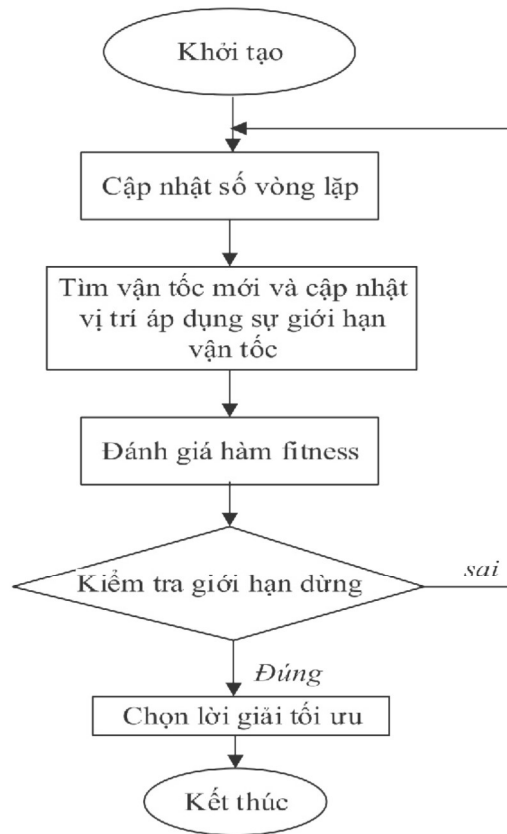 Khởi tạo
Cập nhật số vòng lặp
Tìm vận tốc mới và cập nhật
vị trí áp dụng sự giới hạn
vận tốc
Đánh giá hàm fitness
Kiểm tra giới hạn dừng
sai
Đúng
Chọn lời giải tối ưu
Kết thúc